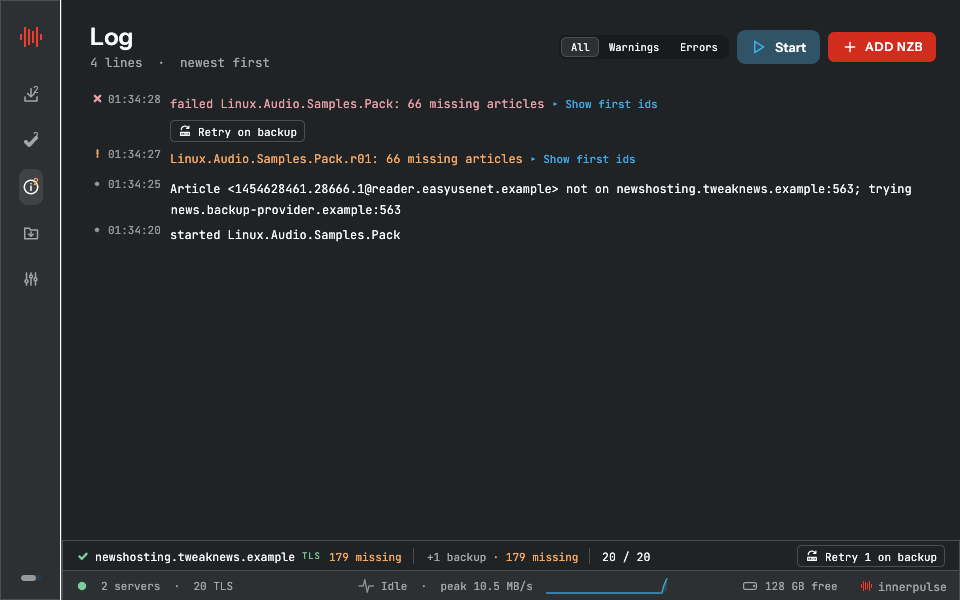 Log
4 lines · newest first
All Warnings Errors Start + ADD NZB
2
2
01:34:28 failed Linux.Audio.Samples.Pack: 66 missing articles ‣ Show first ids
Retry on backup
! 01:34:27 Linux.Audio.Samples.Pack.r01: 66 missing articles ‣ Show first ids
• 01:34:25 Article <1454628461.28666.1@reader.easyusenet.example> not on newshosting.tweaknews.example:563; trying
news.backup-provider.example:563
• 01:34:20 started Linux.Audio.Samples.Pack
newshosting.tweaknews.example TLS 179 missing +1 backup · 179 missing 20 / 20 Retry 1 on backup
2 servers · 20 TLS Idle · peak 10.5 MB/s 128 GB free innerpulse